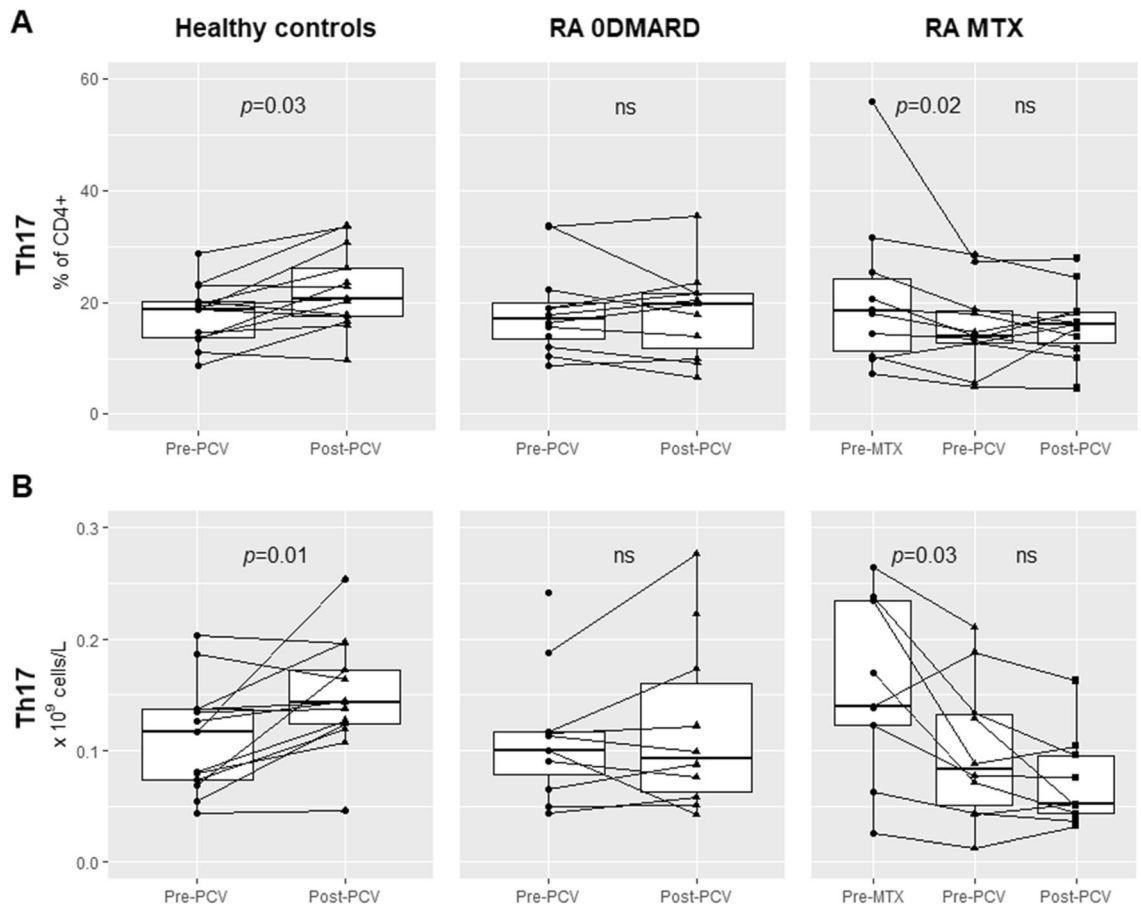 A
Healthy controls
RA 0DMARD
RA MTX
Th17
% of CD4+
60
40
20
0
p=0.03
ns
p=0.02
ns
Pre-PCV
Post-PCV
Pre-PCV
Post-PCV
Pre-MTX
Pre-PCV
Post-PCV
B
Th17
x 10⁹ cells/L
0.3
0.2
0.1
0.0
p=0.01
ns
p=0.03
ns
Pre-PCV
Post-PCV
Pre-PCV
Post-PCV
Pre-MTX
Pre-PCV
Post-PCV